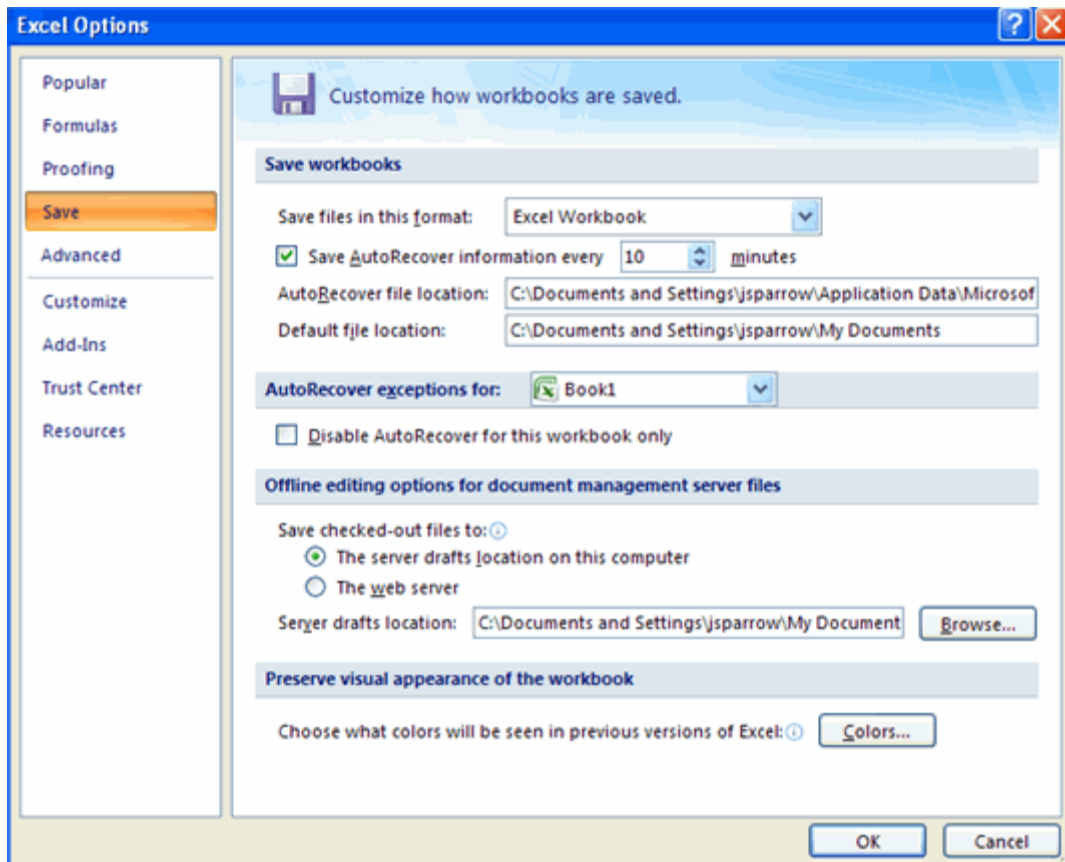 Excel Options
Popular
Formulas
Proofing
Save
Advanced
Customize
Add-Ins
Trust Center
Resources
Customize how workbooks are saved.
Save workbooks
Save files in this format: Excel Workbook
Save AutoRecover information every 10 minutes
AutoRecover file location: C:\Documents and Settings\jsparrow\Application Data\Microsof
Default file location: C:\Documents and Settings\jsparrow\My Documents
AutoRecover exceptions for: Book1
Disable AutoRecover for this workbook only
Offline editing options for document management server files
Save checked-out files to:
The server drafts location on this computer
The web server
Server drafts location: C:\Documents and Settings\jsparrow\My Document Browse...
Preserve visual appearance of the workbook
Choose what colors will be seen in previous versions of Excel: Colors...
OK Cancel